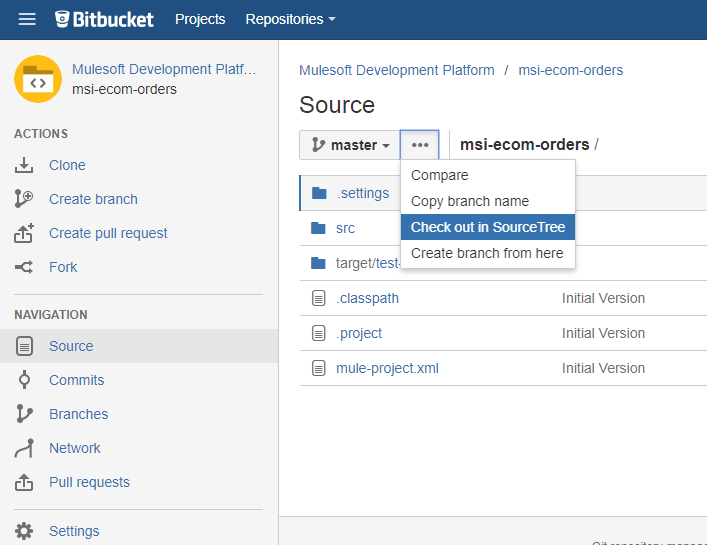 Bitbucket Projects Repositories
Mulesoft Development Platf...
msi-ecom-orders
ACTIONS
Clone
Create branch
Create pull request
Fork
NAVIGATION
Source
Commits
Branches
Network
Pull requests
Settings
Mulesoft Development Platform / msi-ecom-orders
Source
master ••• msi-ecom-orders /
Compare
Copy branch name
Check out in SourceTree
Create branch from here
.settings
src
target/test-
.classpath Initial Version
.project Initial Version
mule-project.xml Initial Version